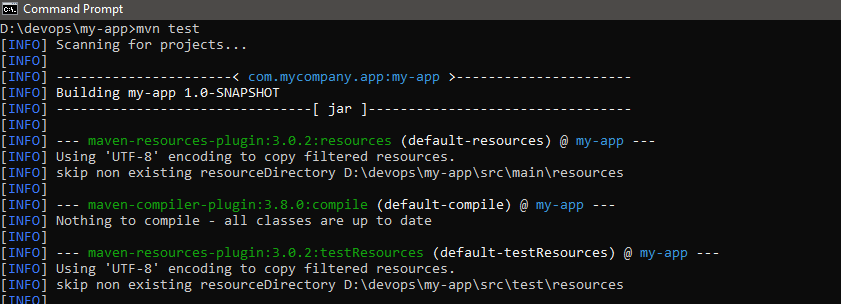 Command Prompt
D:\devops\my-app>mvn test
[INFO] Scanning for projects...
[INFO]
[INFO] ----------------------< com.mycompany.app:my-app >----------------------
[INFO] Building my-app 1.0-SNAPSHOT
[INFO] --------------------------------[ jar ]---------------------------------
[INFO]
[INFO] --- maven-resources-plugin:3.0.2:resources (default-resources) @ my-app ---
[INFO] Using 'UTF-8' encoding to copy filtered resources.
[INFO] skip non existing resourceDirectory D:\devops\my-app\src\main\resources
[INFO]
[INFO] --- maven-compiler-plugin:3.8.0:compile (default-compile) @ my-app ---
[INFO] Nothing to compile - all classes are up to date
[INFO]
[INFO] --- maven-resources-plugin:3.0.2:testResources (default-testResources) @ my-app ---
[INFO] Using 'UTF-8' encoding to copy filtered resources.
[INFO] skip non existing resourceDirectory D:\devops\my-app\src\test\resources
[INFO]